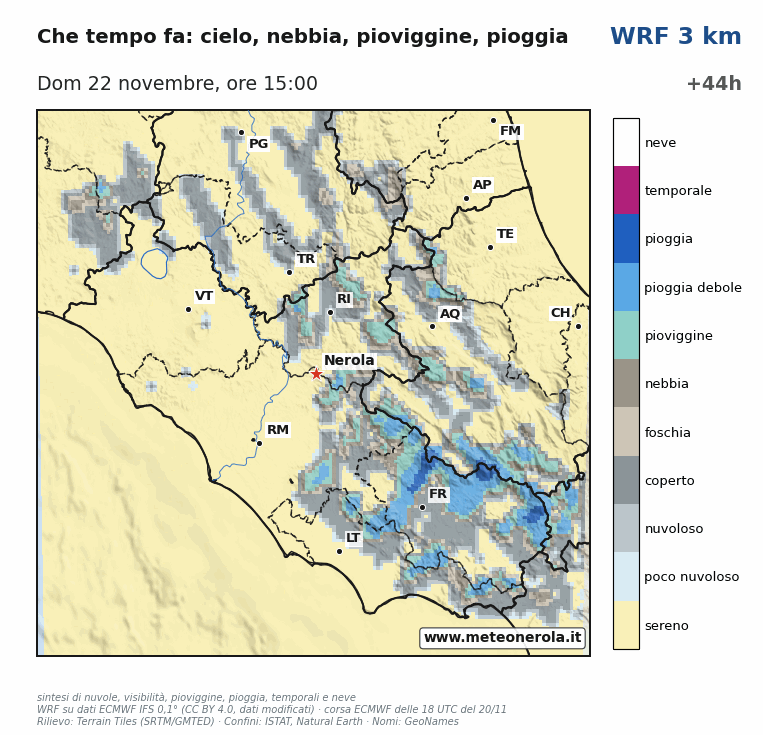 Che tempo fa: cielo, nebbia, pioviggine, pioggia
WRF 3 km
Dom 22 novembre, ore 15:00
+44h
FM
PG
AP
TE
TR
VT
RI
AQ
CH
Nerola
RM
FR
LT
www.meteonerola.it
neve
temporale
pioggia
pioggia debole
pioviggine
nebbia
foschia
coperto
nuvoloso
poco nuvoloso
sereno
sintesi di nuvole, visibilità, pioviggine, pioggia, temporali e neve
WRF su dati ECMWF IFS 0,1° (CC BY 4.0, dati modificati) · corsa ECMWF delle 18 UTC del 20/11
Rilievo: Terrain Tiles (SRTM/GMTED) · Confini: ISTAT, Natural Earth · Nomi: GeoNames